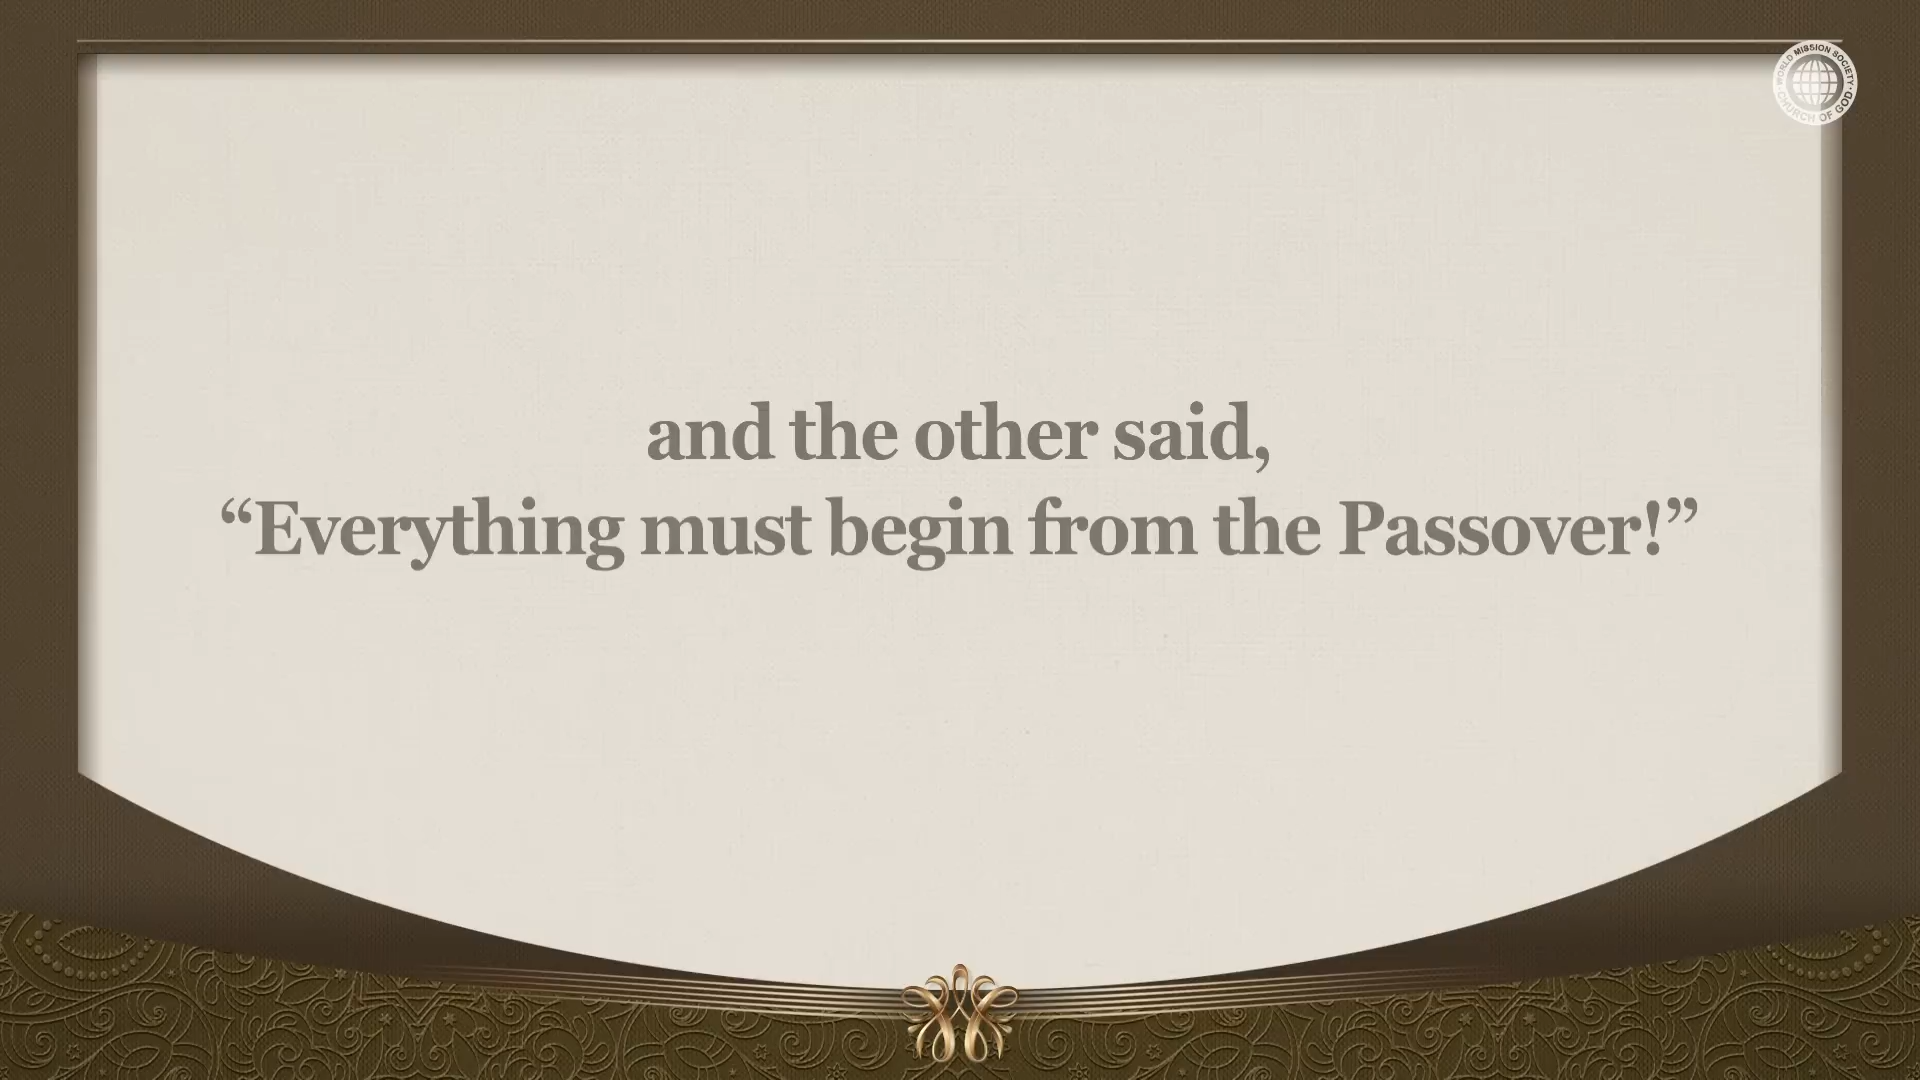 WORLD MISSION SOCIETY
CHURCH OF GOD
and the other said,
“Everything must begin from the Passover!”